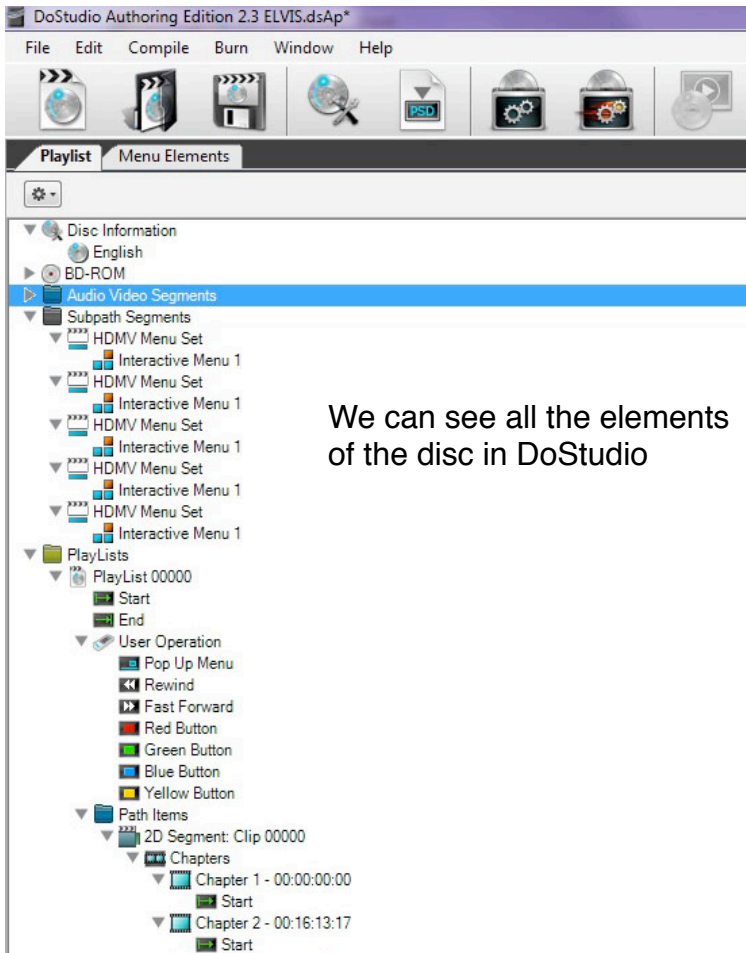 DoStudio Authoring Edition 2.3 ELVIS.dsAp*
File Edit Compile Burn Window Help
PSD
Playlist Menu Elements
Disc Information
English
BD-ROM
Audio Video Segments
Subpath Segments
HDMV Menu Set
Interactive Menu 1
HDMV Menu Set
Interactive Menu 1
HDMV Menu Set
Interactive Menu 1
HDMV Menu Set
Interactive Menu 1
HDMV Menu Set
Interactive Menu 1
We can see all the elements
of the disc in DoStudio
PlayLists
PlayList 00000
Start
End
User Operation
Pop Up Menu
Rewind
Fast Forward
Red Button
Green Button
Blue Button
Yellow Button
Path Items
2D Segment: Clip 00000
Chapters
Chapter 1 - 00:00:00:00
Start
Chapter 2 - 00:16:13:17
Start